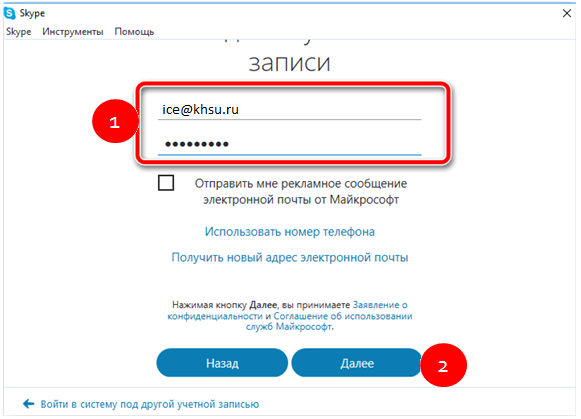 Skype
Skype Инструменты Помощь
записи
1
ice@khsu.ru
•••••••••
Отправить мне рекламное сообщение
электронной почты от Майкрософт
Использовать номер телефона
Получить новый адрес электронной почты
Нажимая кнопку Далее, вы принимаете Заявление о
конфиденциальности и Соглашение об использовании
служб Майкрософт.
Назад Далее 2
Войти в систему под другой учетной записью